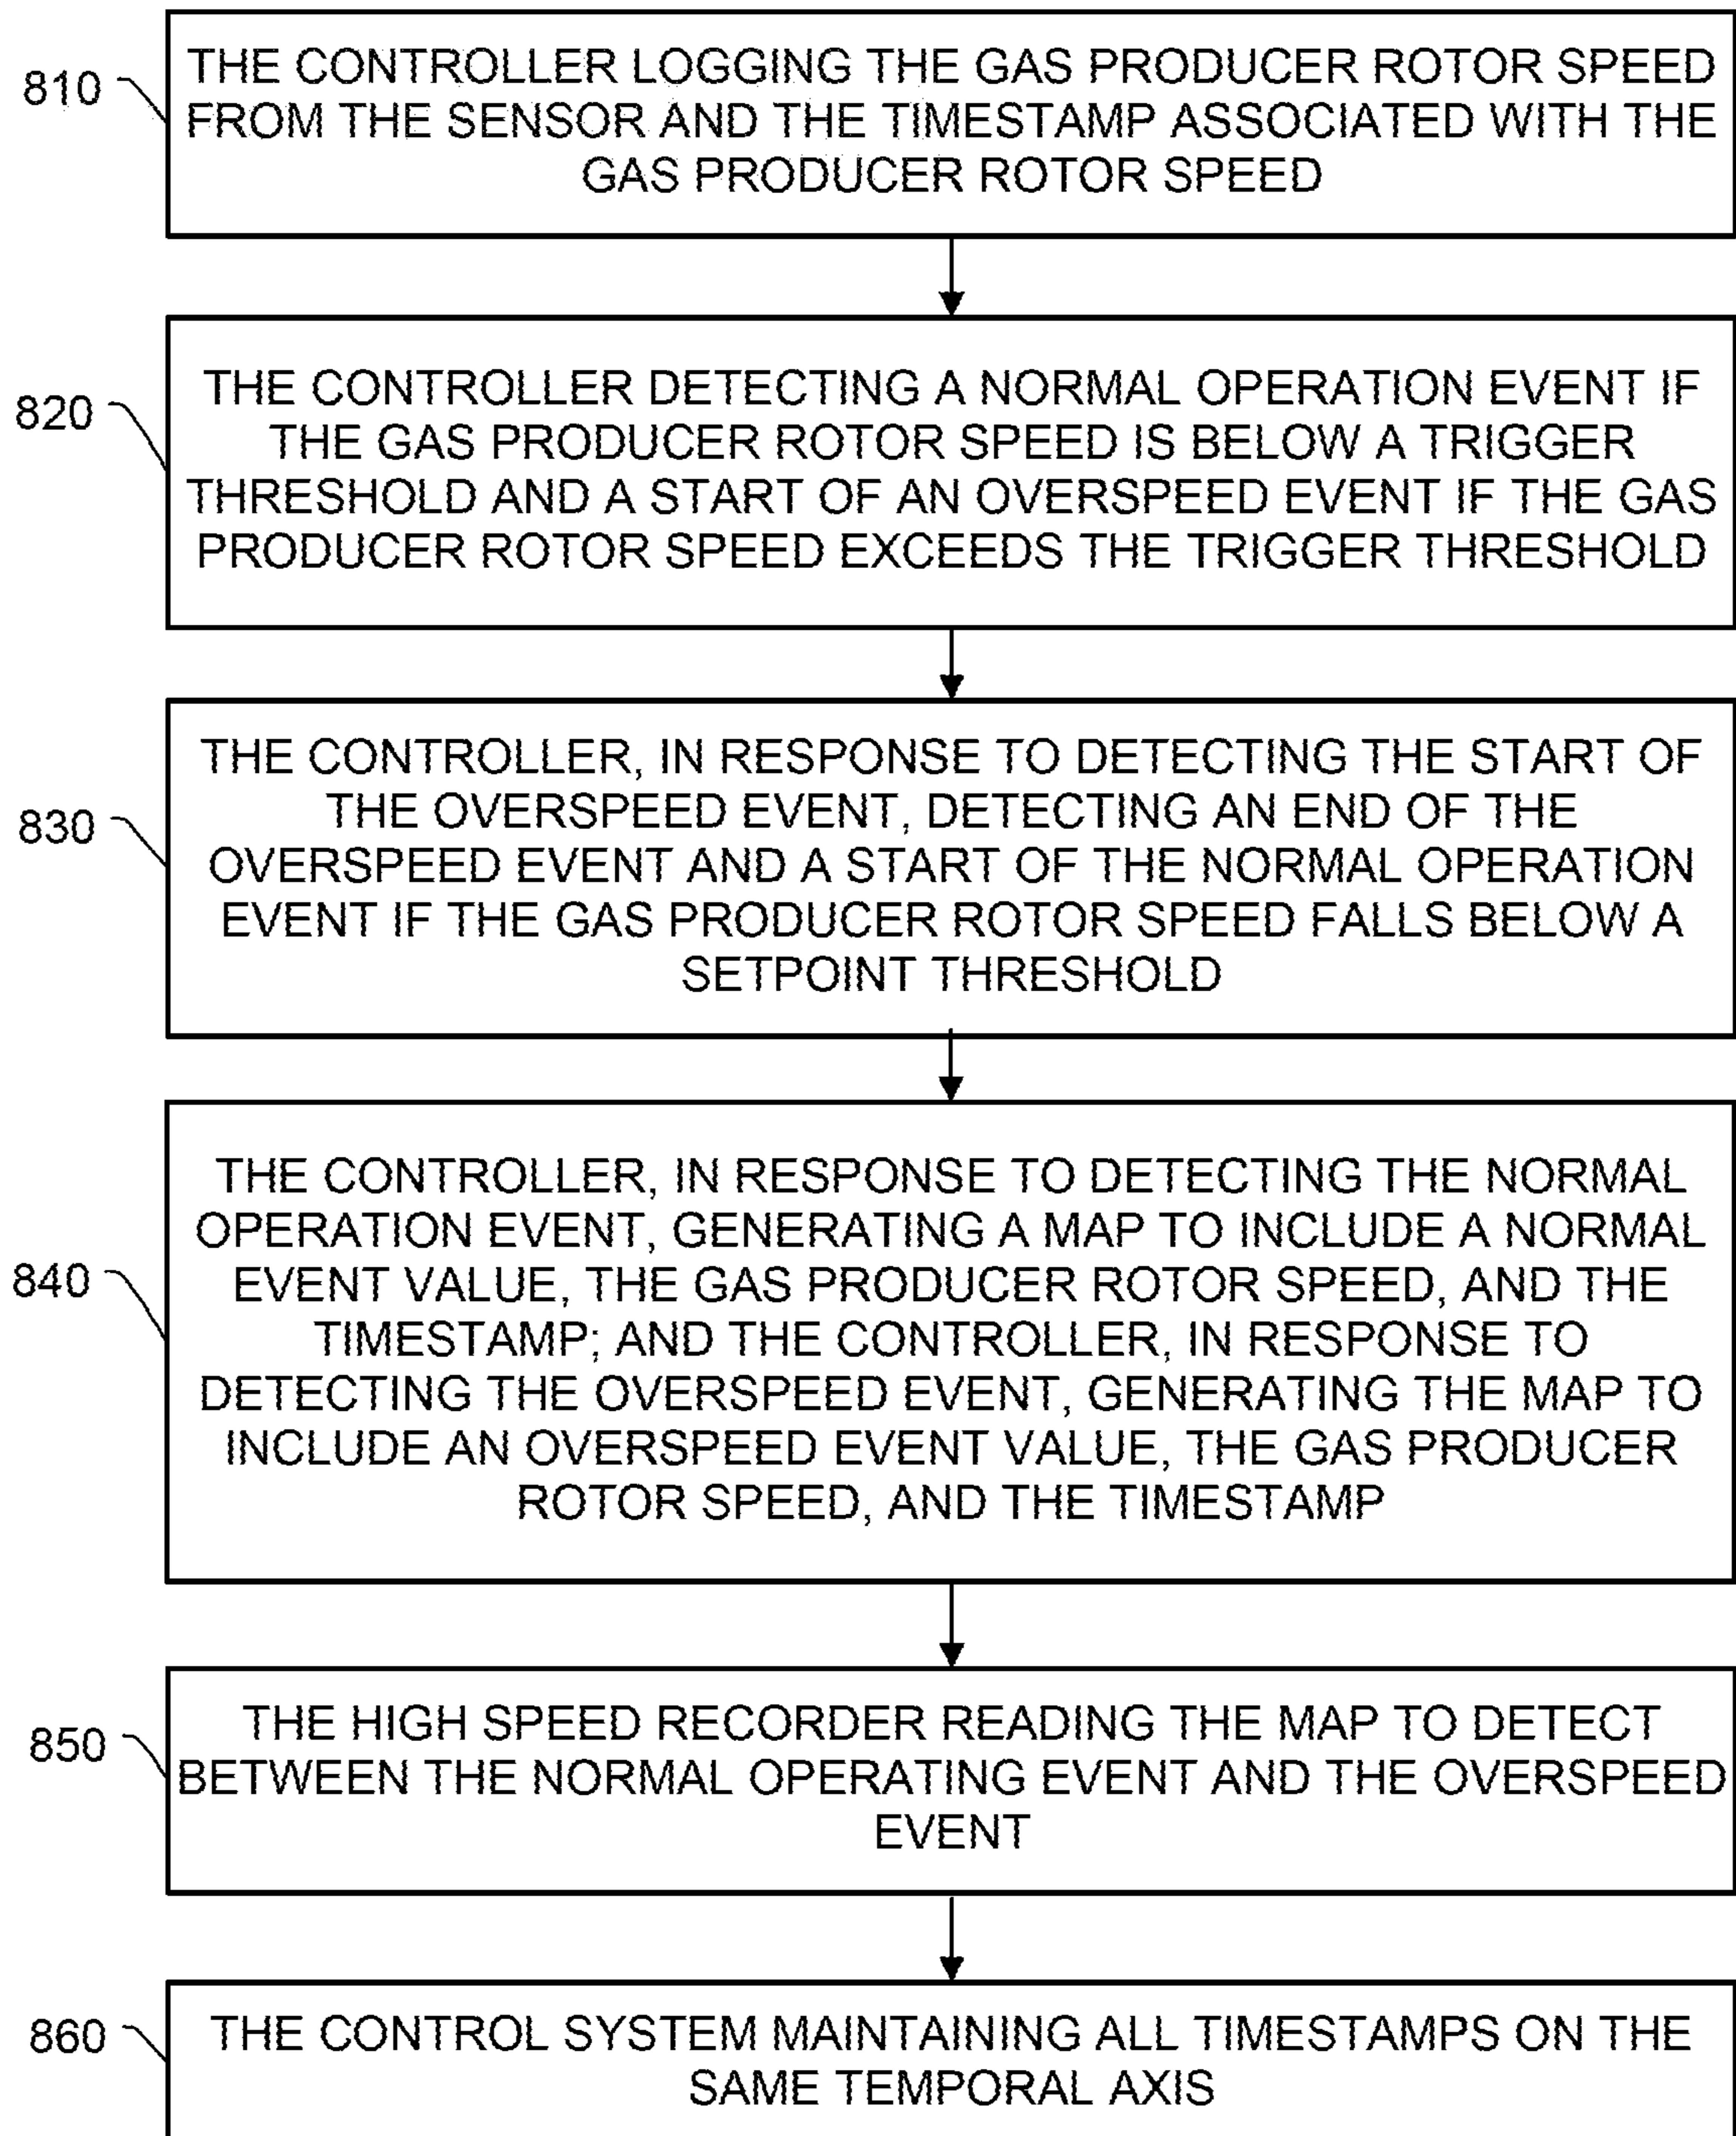 810
THE CONTROLLER LOGGING THE GAS PRODUCER ROTOR SPEED
FROM THE SENSOR AND THE TIMESTAMP ASSOCIATED WITH THE
GAS PRODUCER ROTOR SPEED
820
THE CONTROLLER DETECTING A NORMAL OPERATION EVENT IF
THE GAS PRODUCER ROTOR SPEED IS BELOW A TRIGGER
THRESHOLD AND A START OF AN OVERSPEED EVENT IF THE GAS
PRODUCER ROTOR SPEED EXCEEDS THE TRIGGER THRESHOLD
830
THE CONTROLLER, IN RESPONSE TO DETECTING THE START OF
THE OVERSPEED EVENT, DETECTING AN END OF THE
OVERSPEED EVENT AND A START OF THE NORMAL OPERATION
EVENT IF THE GAS PRODUCER ROTOR SPEED FALLS BELOW A
SETPOINT THRESHOLD
840
THE CONTROLLER, IN RESPONSE TO DETECTING THE NORMAL
OPERATION EVENT, GENERATING A MAP TO INCLUDE A NORMAL
EVENT VALUE, THE GAS PRODUCER ROTOR SPEED, AND THE
TIMESTAMP; AND THE CONTROLLER, IN RESPONSE TO
DETECTING THE OVERSPEED EVENT, GENERATING THE MAP TO
INCLUDE AN OVERSPEED EVENT VALUE, THE GAS PRODUCER
ROTOR SPEED, AND THE TIMESTAMP
850
THE HIGH SPEED RECORDER READING THE MAP TO DETECT
BETWEEN THE NORMAL OPERATING EVENT AND THE OVERSPEED
EVENT
860
THE CONTROL SYSTEM MAINTAINING ALL TIMESTAMPS ON THE
SAME TEMPORAL AXIS